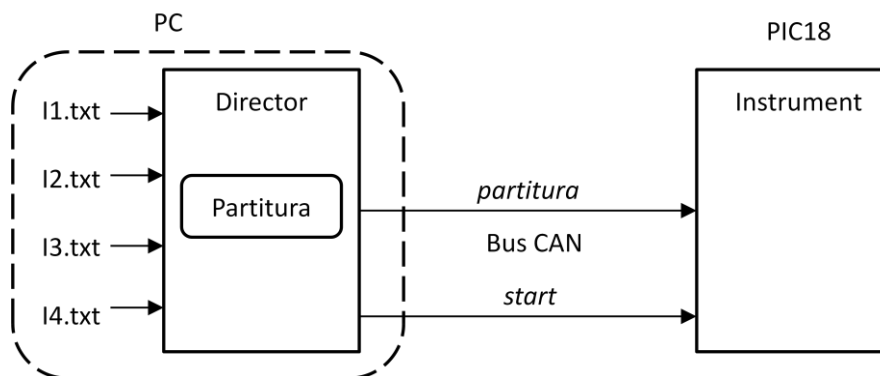 PC
PIC18
I1.txt
Director
Instrument
I2.txt
Partitura
partitura
Bus CAN
I3.txt
start
I4.txt